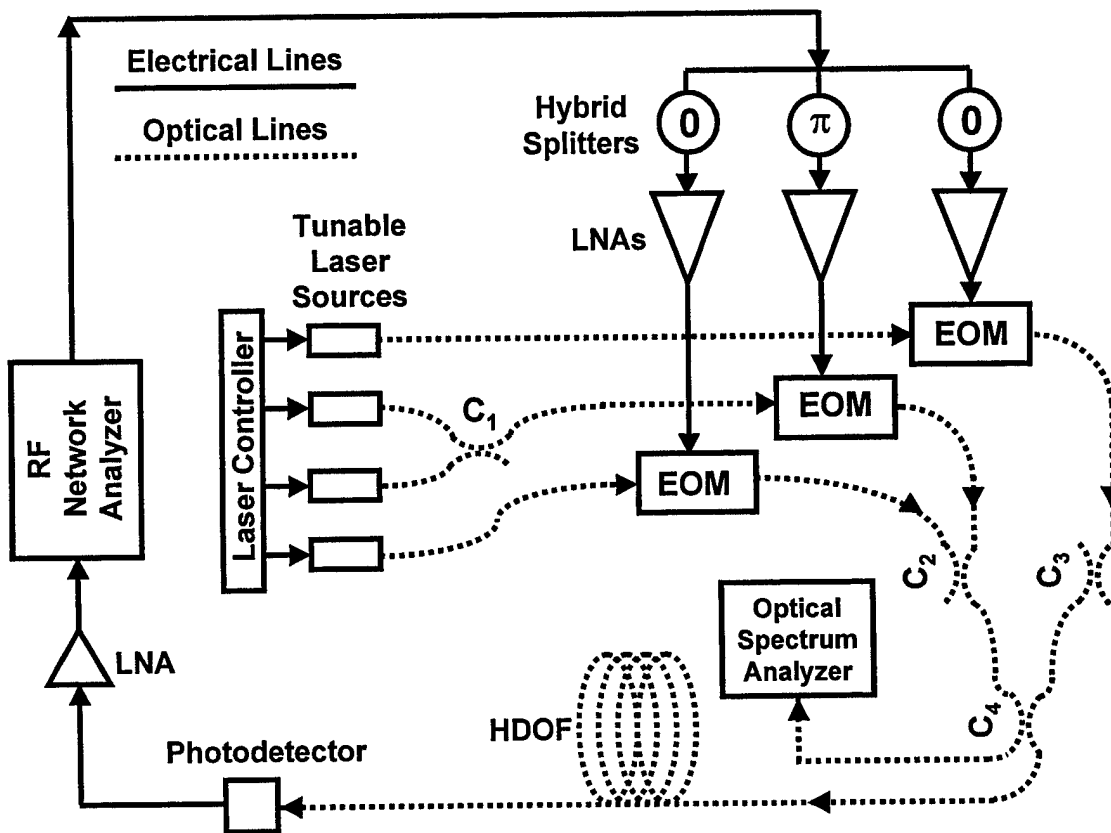 Electrical Lines
Optical Lines
Hybrid
Splitters
0
π
0
LNAs
Tunable
Laser
Sources
Laser Controller
RF
Network
Analyzer
C1
EOM
EOM
EOM
C2
C3
C4
Optical
Spectrum
Analyzer
HDOF
LNA
Photodetector